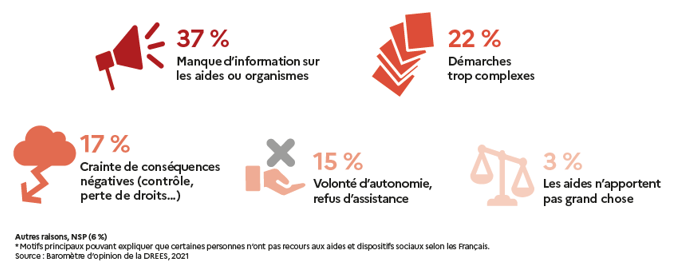 37 %
Manque d'information sur
les aides ou organismes
22 %
Démarches
trop complexes
17 %
Crainte de conséquences
négatives (contrôle,
perte de droits...)
15 %
Volonté d'autonomie,
refus d'assistance
3 %
Les aides n'apportent
pas grand chose
Autres raisons, NSP (6 %)
* Motifs principaux pouvant expliquer que certaines personnes n'ont pas recours aux aides et dispositifs sociaux selon les Français.
Source : Baromètre d'opinion de la DREES, 2021